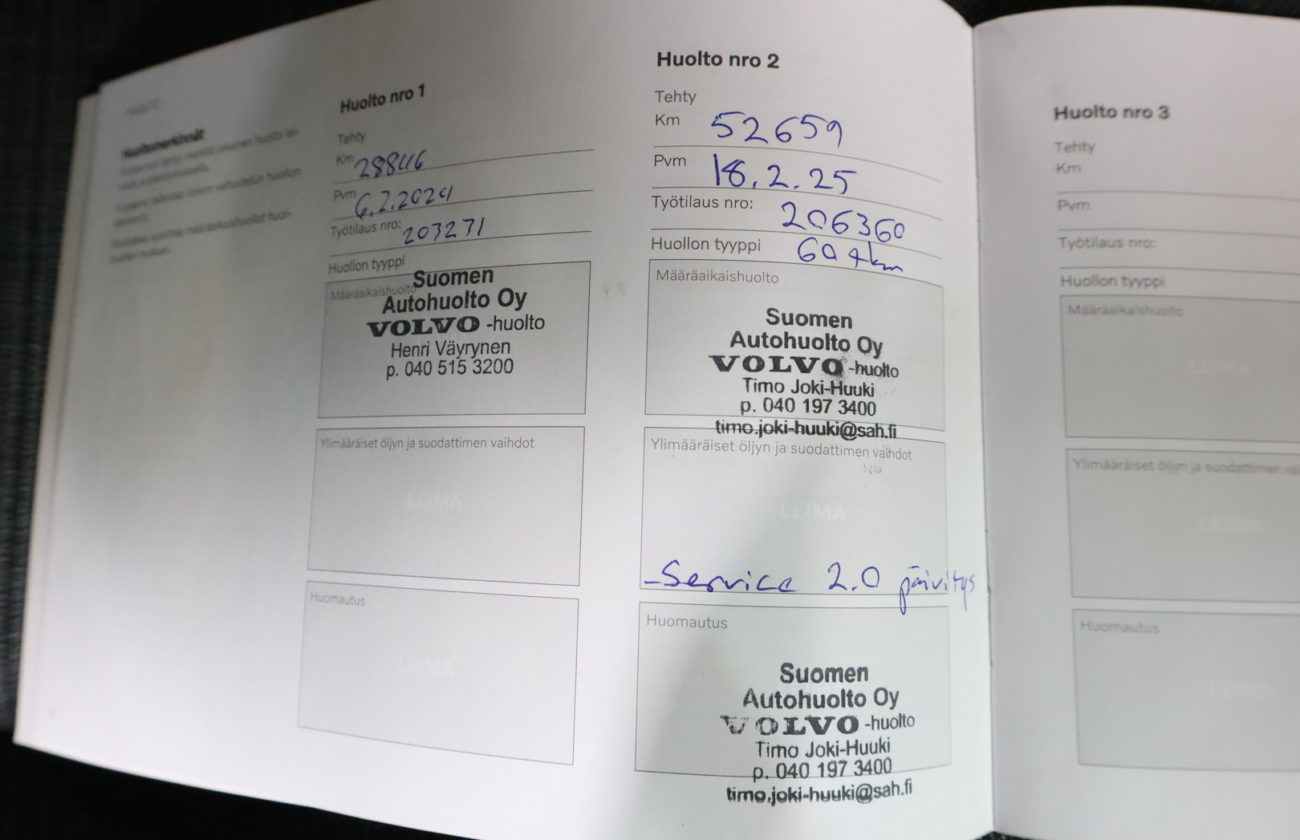 HUOLTO
Huoltomerkinnät
Huolto nro 1
Tehty
Km 28846
Pvm 6.2.2024
Työtilaus nro: 203271
Huollon tyyppi
Määräaikaishuolto
Suomen
Autohuolto Oy
VOLVO -huolto
Henri Väyrynen
p. 040 515 3200
Ylimääräiset öljyn ja suodattimen vaihdot
LEIMA
Huomautus
LEIMA
Huolto nro 2
Tehty
Km 52659
Pvm 18.2.25
Työtilaus nro: 206360
Huollon tyyppi 60 tkm
Määräaikaishuolto
Suomen
Autohuolto Oy
VOLVO -huolto
Timo Joki-Huuki
p. 040 197 3400
timo.joki-huuki@sah.fi
Ylimääräiset öljyn ja suodattimen vaihdot
LEIMA
-Service 2.0 päivitys
Huomautus
Suomen
Autohuolto Oy
VOLVO -huolto
Timo Joki-Huuki
p. 040 197 3400
timo.joki-huuki@sah.fi
Huolto nro 3
Tehty
Km
Pvm
Työtilaus nro:
Huollon tyyppi
Määräaikaishuolto
LEIMA
Ylimääräiset öljyn ja suodattimen
LEIMA
Huomautus
LEIMA